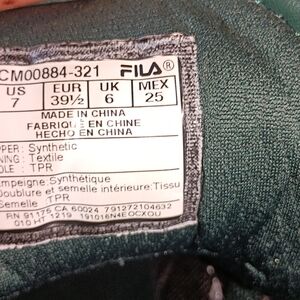 CM00884-321 FILA®
US EUR UK MEX
7 39½ 6 25
MADE IN CHINA
FABRIQUÉ EN CHINE
HECHO EN CHINA
PPER: Synthetic
NING: Textile
OLE : TPR
Empeigne: Synthétique
Doublure et semelle intérieure: Tissu
Semelle : TPR
RN 91175 CA 60024 791272104632
010 HT 1219 191016N4EOCXOU